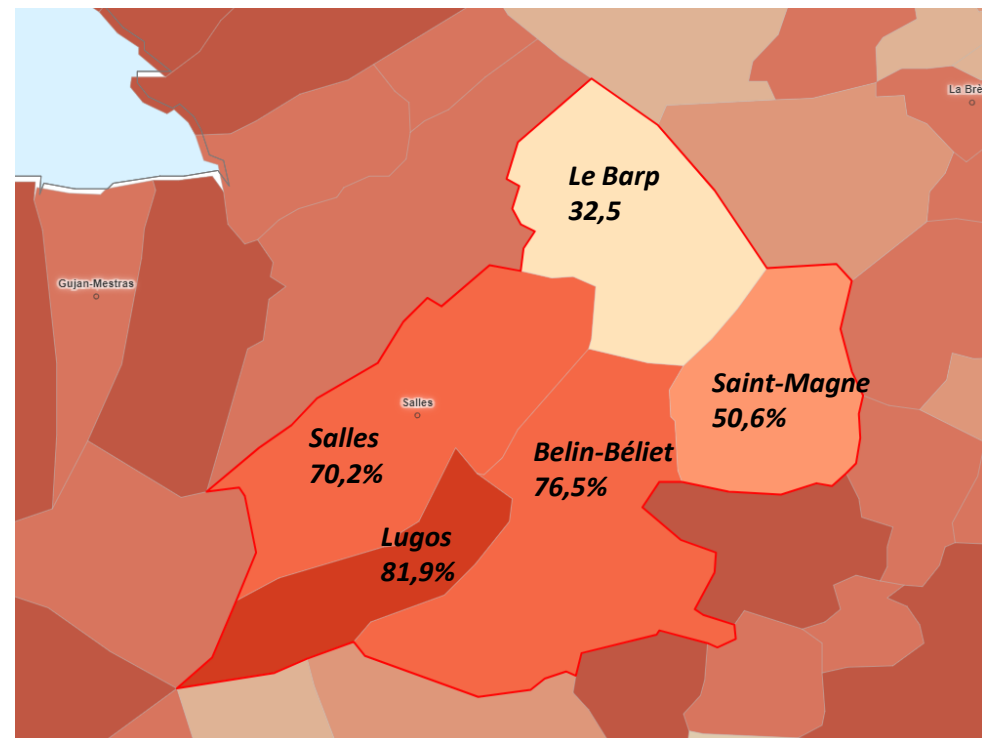 La Brè
Le Barp
32,5
Gujan-Mestras
Saint-Magne
50,6%
Salles
Salles
70,2%
Belin-Béliet
76,5%
Lugos
81,9%